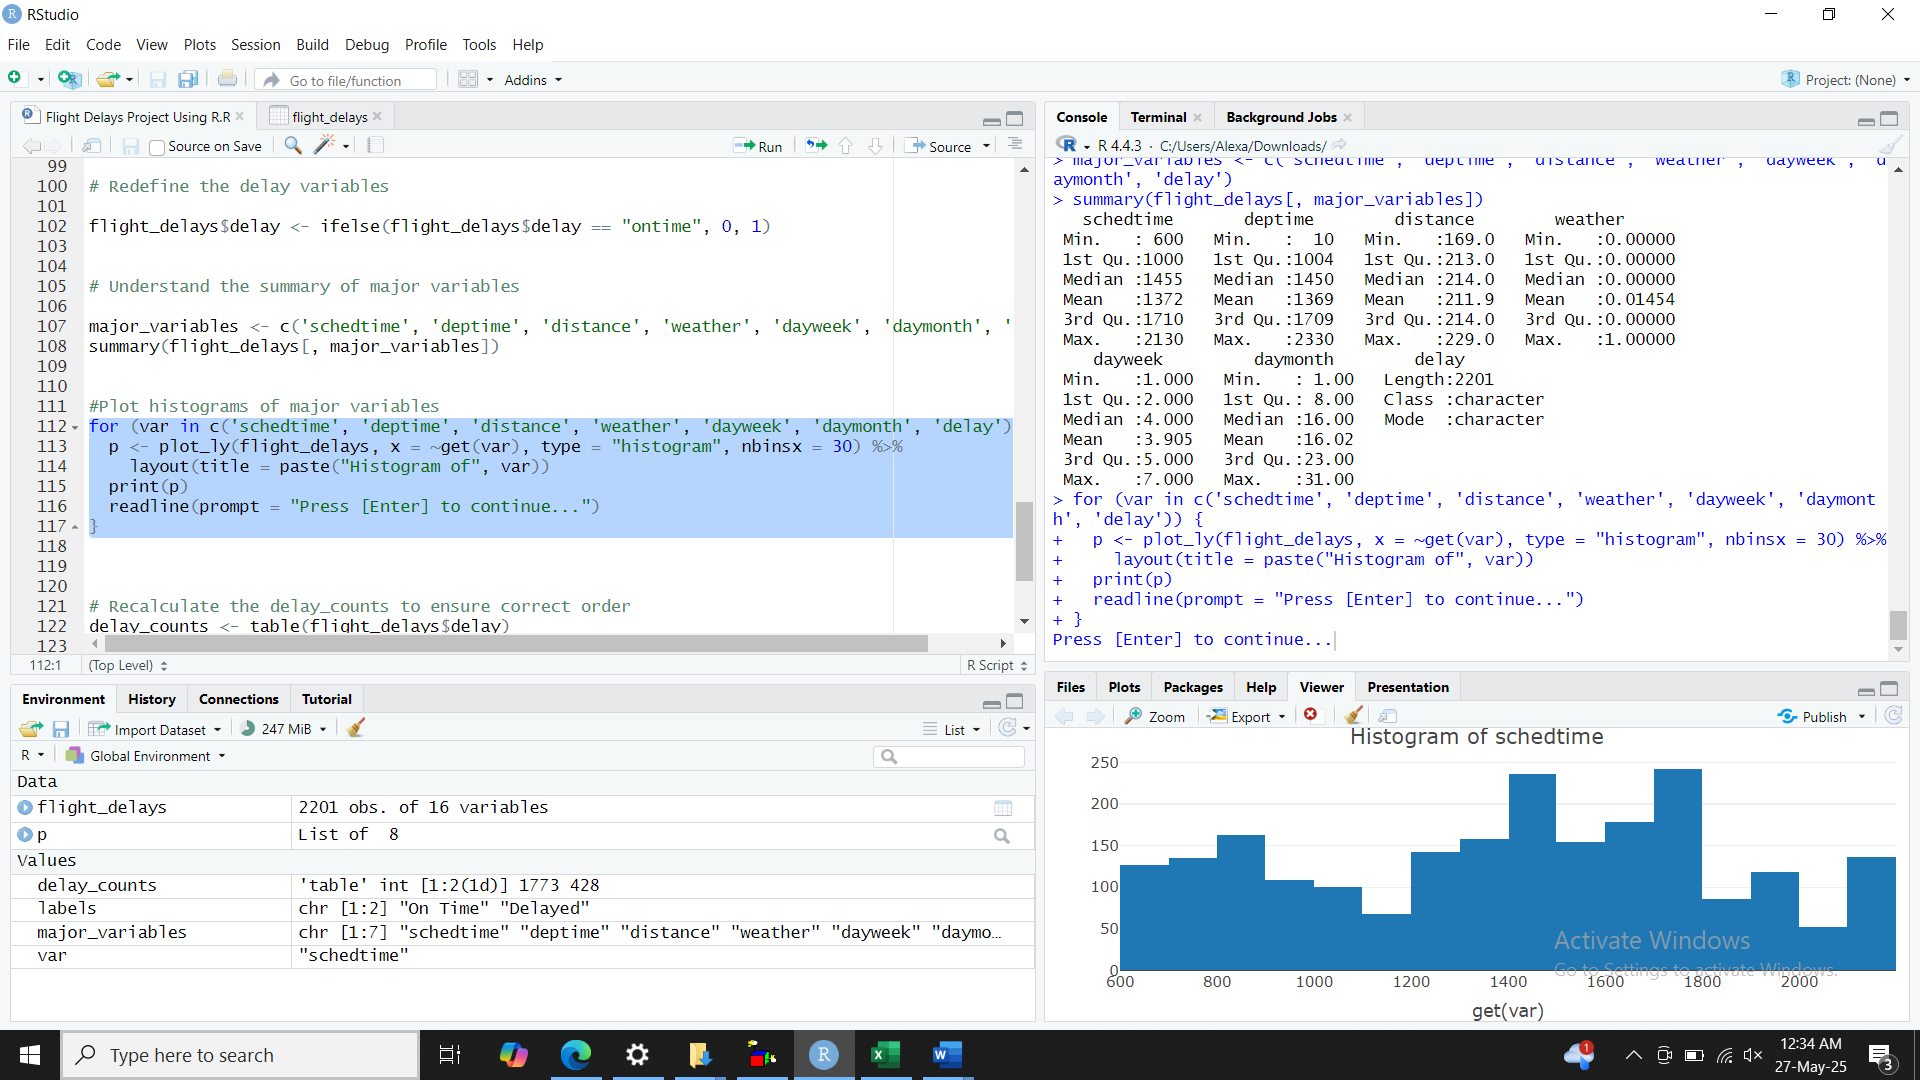 RStudio
File Edit Code View Plots Session Build Debug Profile Tools Help
Go to file/function Addins Project: (None)
Flight Delays Project Using R.R flight_delays
Source on Save Run Source
99
100 # Redefine the delay variables
101
102 flight_delays$delay <- ifelse(flight_delays$delay == "ontime", 0, 1)
103
104
105 # Understand the summary of major variables
106
107 major_variables <- c('schedtime', 'deptime', 'distance', 'weather', 'dayweek', 'daymonth', '
108 summary(flight_delays[, major_variables])
109
110
111 #Plot histograms of major variables
112 for (var in c('schedtime', 'deptime', 'distance', 'weather', 'dayweek', 'daymonth', 'delay')
113 p <- plot_ly(flight_delays, x = ~get(var), type = "histogram", nbinsx = 30) %>%
114 layout(title = paste("Histogram of", var))
115 print(p)
116 readline(prompt = "Press [Enter] to continue...")
117 }
118
119
120
121 # Recalculate the delay_counts to ensure correct order
122 delay_counts <- table(flight_delays$delay)
123
112:1 (Top Level) R Script
Environment History Connections Tutorial
Import Dataset 247 MiB List
R Global Environment
Data
flight_delays 2201 obs. of 16 variables
p List of 8
Values
delay_counts 'table' int [1:2(1d)] 1773 428
labels chr [1:2] "On Time" "Delayed"
major_variables chr [1:7] "schedtime" "deptime" "distance" "weather" "dayweek" "daymo…
var "schedtime"
Console Terminal Background Jobs
R 4.4.3 · C:/Users/Alexa/Downloads/
> major_variables <- c('schedtime', 'deptime', 'distance', 'weather', 'dayweek', 'd
aymonth', 'delay')
> summary(flight_delays[, major_variables])
schedtime deptime distance weather
Min. : 600 Min. : 10 Min. :169.0 Min. :0.00000
1st Qu.:1000 1st Qu.:1004 1st Qu.:213.0 1st Qu.:0.00000
Median :1455 Median :1450 Median :214.0 Median :0.00000
Mean :1372 Mean :1369 Mean :211.9 Mean :0.01454
3rd Qu.:1710 3rd Qu.:1709 3rd Qu.:214.0 3rd Qu.:0.00000
Max. :2130 Max. :2330 Max. :229.0 Max. :1.00000
dayweek daymonth delay
Min. :1.000 Min. : 1.00 Length:2201
1st Qu.:2.000 1st Qu.: 8.00 Class :character
Median :4.000 Median :16.00 Mode :character
Mean :3.905 Mean :16.02
3rd Qu.:5.000 3rd Qu.:23.00
Max. :7.000 Max. :31.00
> for (var in c('schedtime', 'deptime', 'distance', 'weather', 'dayweek', 'daymont
h', 'delay')) {
+ p <- plot_ly(flight_delays, x = ~get(var), type = "histogram", nbinsx = 30) %>%
+ layout(title = paste("Histogram of", var))
+ print(p)
+ readline(prompt = "Press [Enter] to continue...")
+ }
Press [Enter] to continue...
Files Plots Packages Help Viewer Presentation
Zoom Export Publish
Histogram of schedtime
250
200
150
100
50
0
600 800 1000 1200 1400 1600 1800 2000
get(var)
Activate Windows
Go to Settings to activate Windows.
Type here to search
12:34 AM
27-May-25
1
3